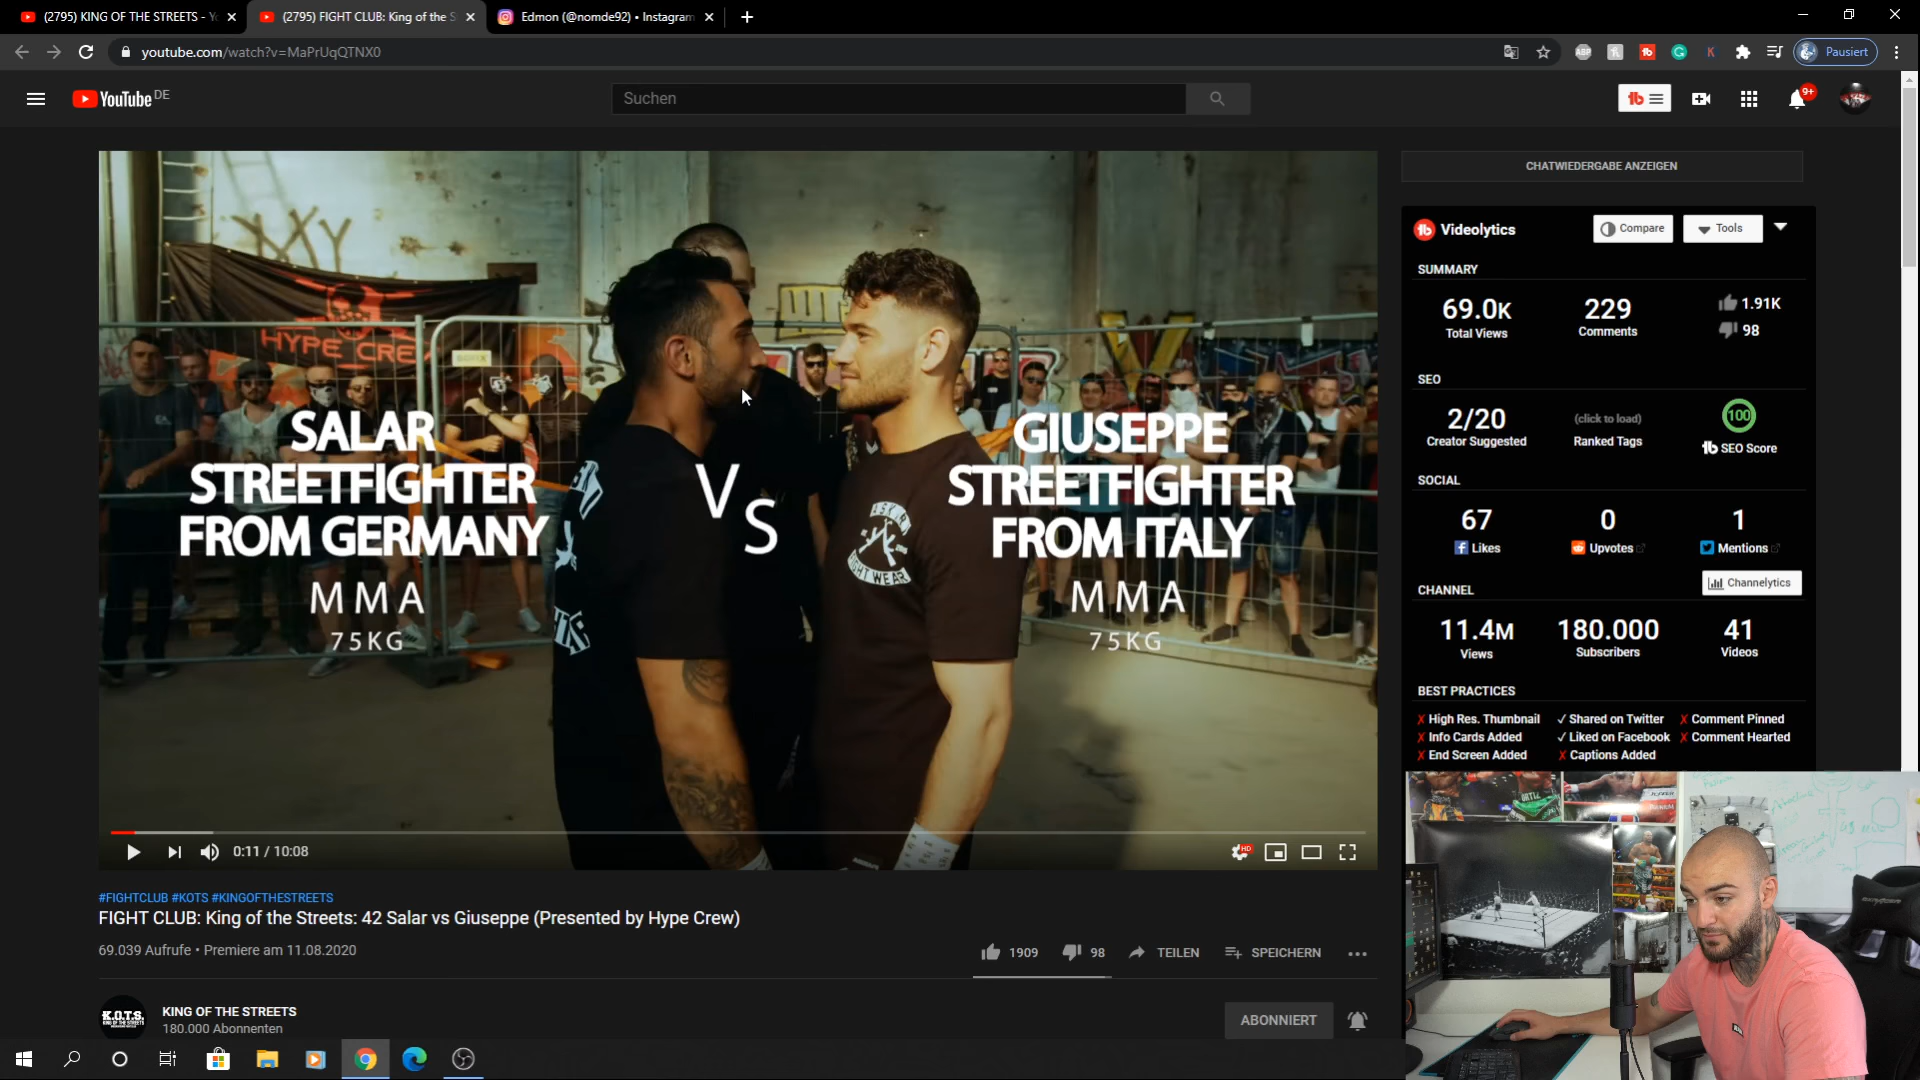 (2795) KING OF THE STREETS - Yo
(2795) FIGHT CLUB: King of the S
Edmon (@nomde92) • Instagram
youtube.com/watch?v=MaPrUqQTNX0
ABP
K
Pausiert
YouTube DE
Suchen
9+
CHATWIEDERGABE ANZEIGEN
HYPE CREW
SALAR
STREETFIGHTER
FROM GERMANY
MMA
75KG
VS
GIUSEPPE
STREETFIGHTER
FROM ITALY
MMA
75KG
0:11 / 10:08
HD
Videolytics
Compare
Tools
SUMMARY
69.0K
Total Views
229
Comments
1.91K
98
SEO
2/20
Creator Suggested
(click to load)
Ranked Tags
100
SEO Score
SOCIAL
67
Likes
0
Upvotes
1
Mentions
Channelytics
CHANNEL
11.4M
Views
180.000
Subscribers
41
Videos
BEST PRACTICES
✗ High Res. Thumbnail
✓ Shared on Twitter
✗ Comment Pinned
✗ Info Cards Added
✓ Liked on Facebook
✗ Comment Hearted
✗ End Screen Added
✗ Captions Added
#FIGHTCLUB #KOTS #KINGOFTHESTREETS
FIGHT CLUB: King of the Streets: 42 Salar vs Giuseppe (Presented by Hype Crew)
69.039 Aufrufe • Premiere am 11.08.2020
1909
98
TEILEN
SPEICHERN
K.O.T.S.
KING OF THE STREETS
180.000 Abonnenten
ABONNIERT